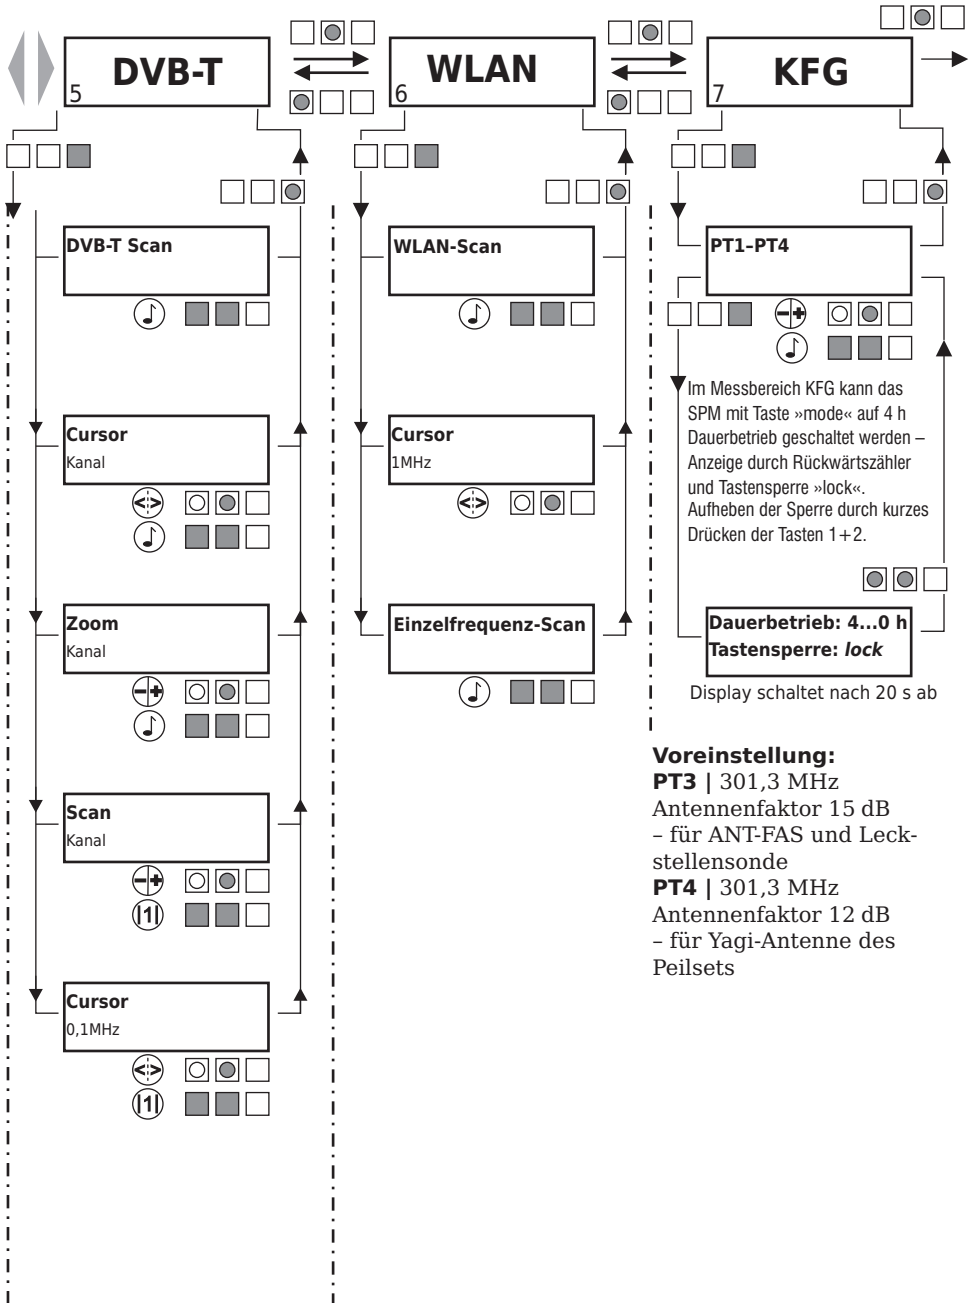 DVB-T
5
WLAN
6
KFG
7
DVB-T Scan
Cursor
Kanal
Zoom
Kanal
Scan
Kanal
|1|
Cursor
0,1MHz
|1|
WLAN-Scan
Cursor
1MHz
Einzelfrequenz-Scan
PT1–PT4
Im Messbereich KFG kann das
SPM mit Taste »mode« auf 4 h
Dauerbetrieb geschaltet werden –
Anzeige durch Rückwärtszähler
und Tastensperre »lock«.
Aufheben der Sperre durch kurzes
Drücken der Tasten 1+2.
Dauerbetrieb: 4...0 h
Tastensperre: lock
Display schaltet nach 20 s ab
Voreinstellung:
PT3 | 301,3 MHz
Antennenfaktor 15 dB
– für ANT-FAS und Leck-
stellensonde
PT4 | 301,3 MHz
Antennenfaktor 12 dB
– für Yagi-Antenne des
Peilsets